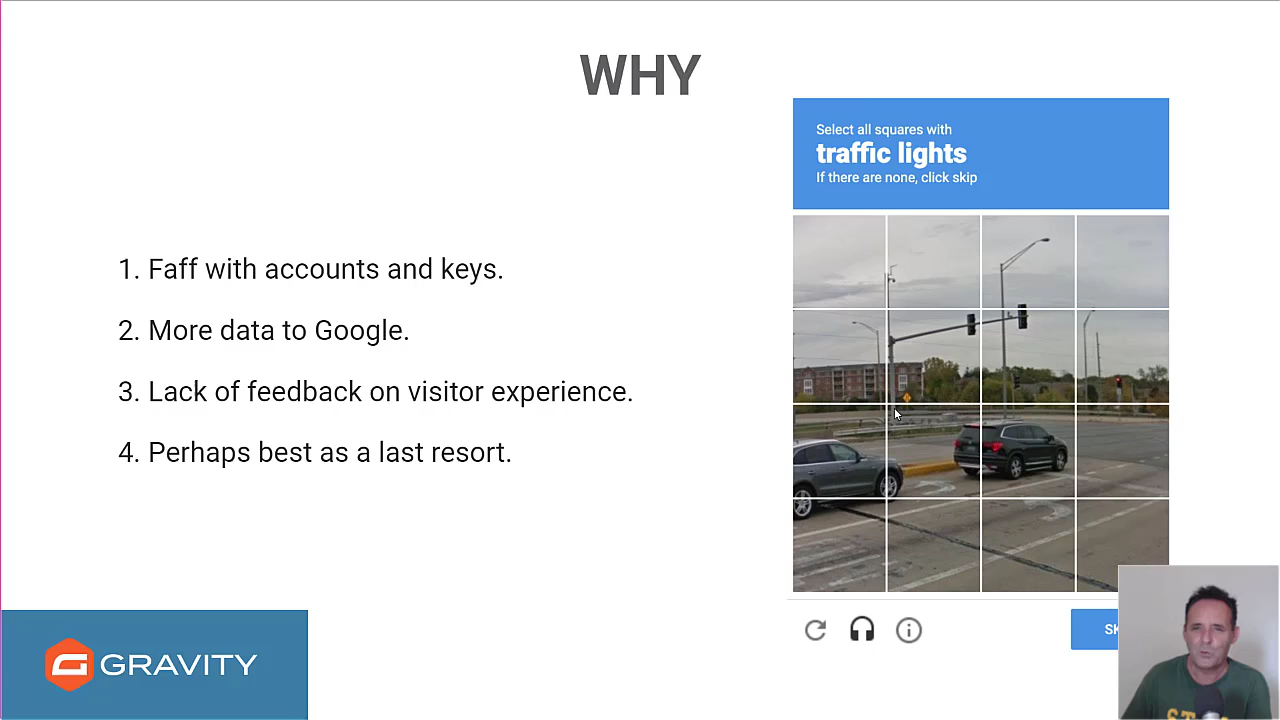 WHY
Select all squares with
traffic lights
If there are none, click skip
1. Faff with accounts and keys.
2. More data to Google.
3. Lack of feedback on visitor experience.
4. Perhaps best as a last resort.
SK
GRAVITY